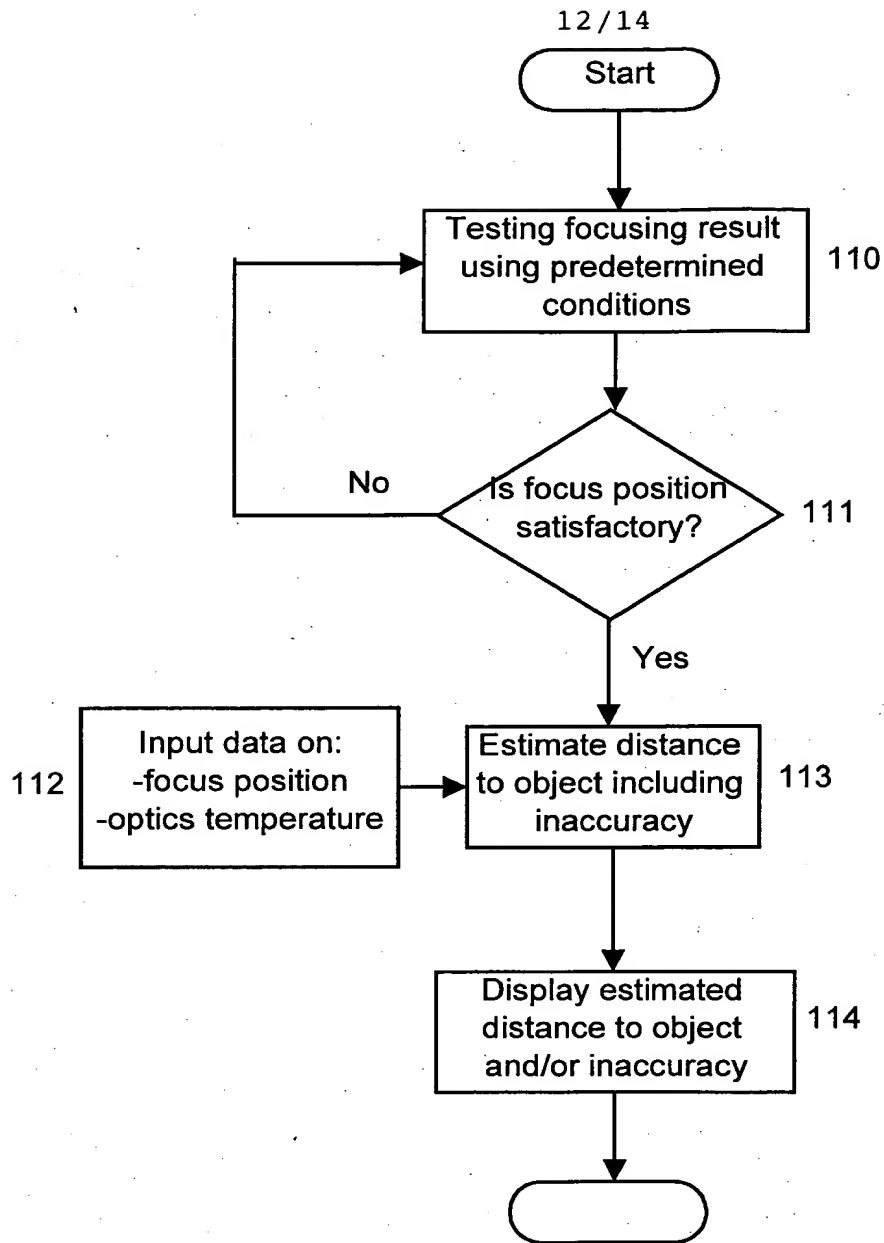 12/14
Start
Testing focusing result
using predetermined
conditions
110
No
Is focus position
satisfactory?
111
Yes
112
Input data on:
-focus position
-optics temperature
Estimate distance
to object including
inaccuracy
113
Display estimated
distance to object
and/or inaccuracy
114